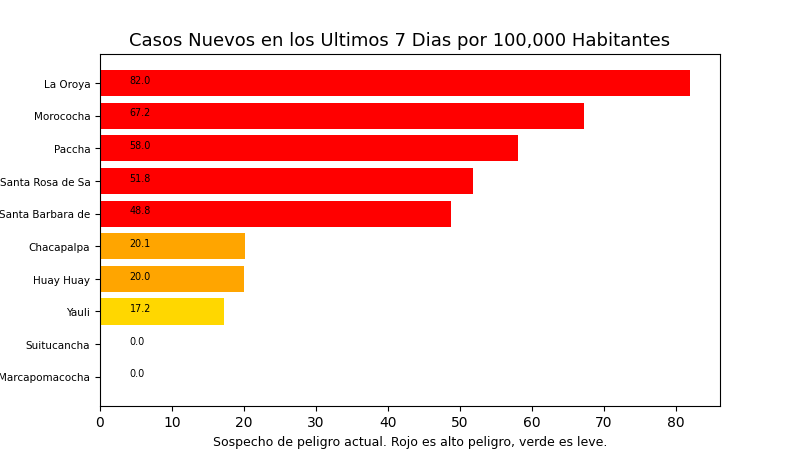 Casos Nuevos en los Ultimos 7 Dias por 100,000 Habitantes
La Oroya 82.0
Morococha 67.2
Paccha 58.0
Santa Rosa de Sa 51.8
Santa Barbara de 48.8
Chacapalpa 20.1
Huay Huay 20.0
Yauli 17.2
Suitucancha 0.0
Marcapomacocha 0.0
0 10 20 30 40 50 60 70 80
Sospecho de peligro actual. Rojo es alto peligro, verde es leve.